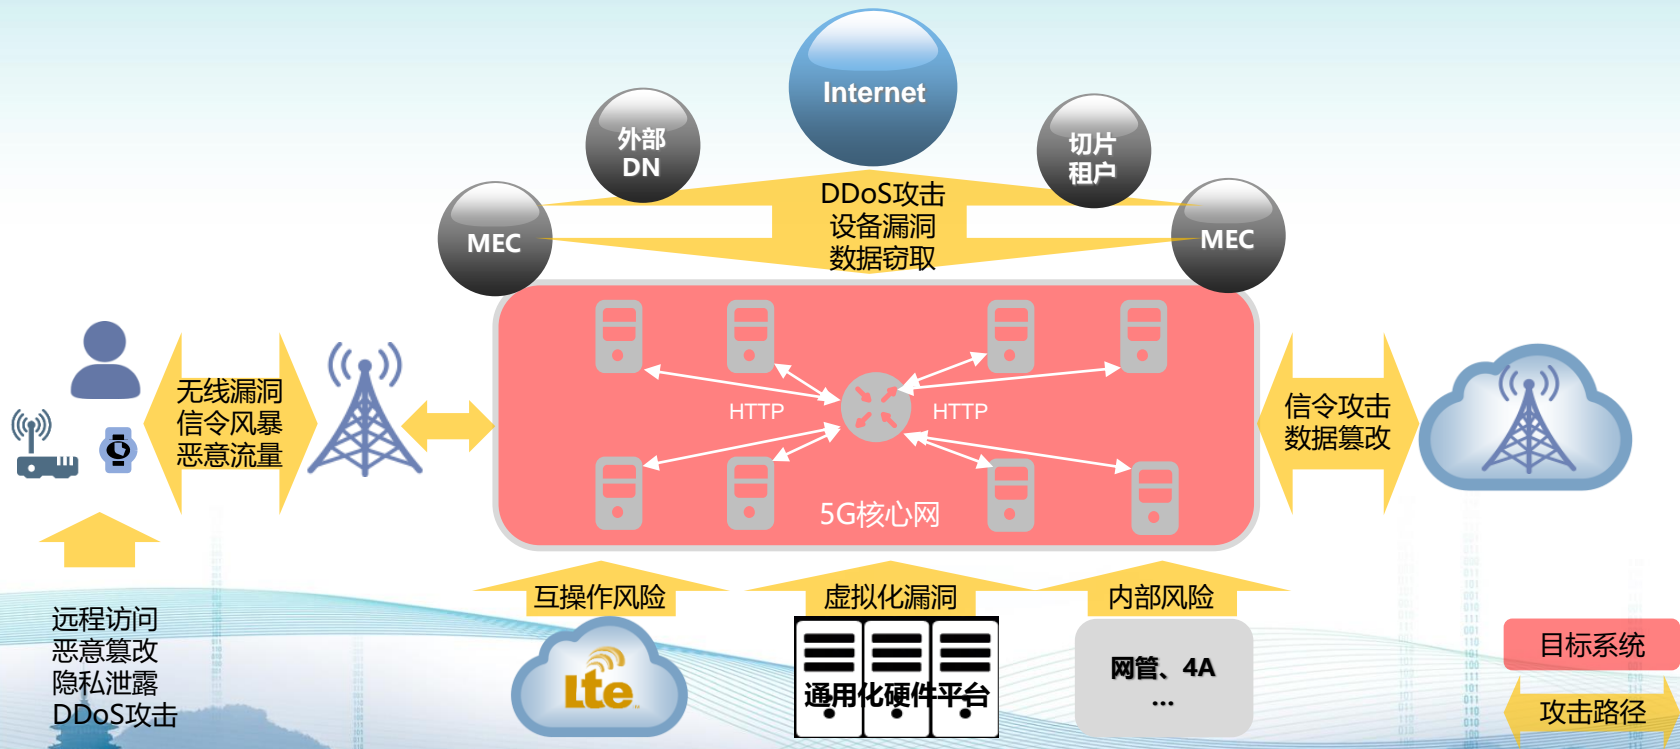 Internet
外部
DN
切片
租户
MEC
MEC
DDoS攻击
设备漏洞
数据窃取
无线漏洞
信令风暴
恶意流量
HTTP
HTTP
5G核心网
信令攻击
数据篡改
远程访问
恶意篡改
隐私泄露
DDoS攻击
互操作风险
虚拟化漏洞
内部风险
Lte
通用化硬件平台
网管、4A
...
目标系统
攻击路径